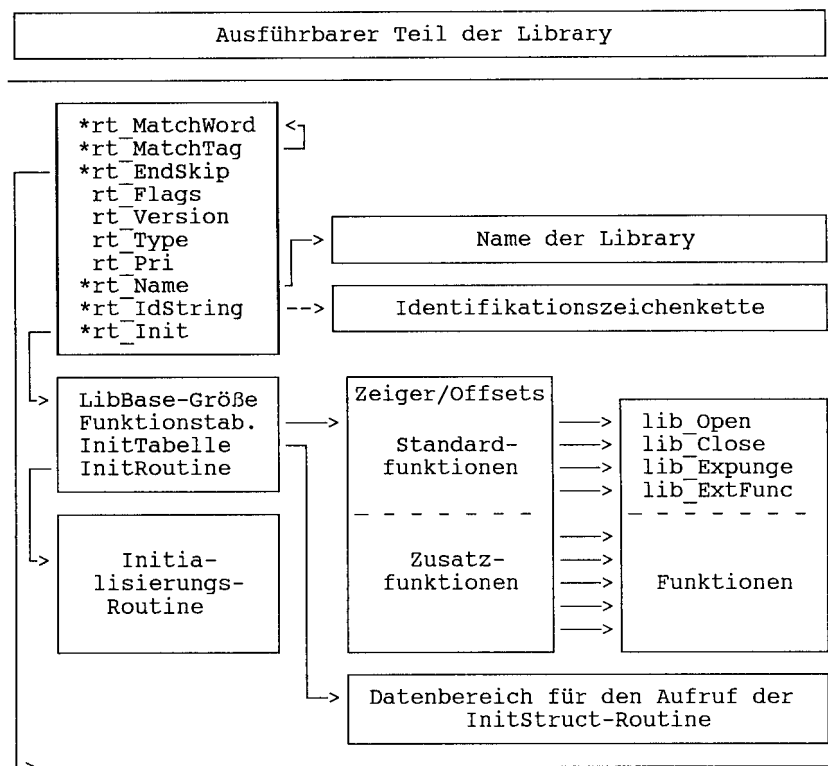 Ausführbarer Teil der Library
*rt_MatchWord
*rt_MatchTag
*rt_EndSkip
rt_Flags
rt_Version
rt_Type
rt_Pri
*rt_Name
*rt_IdString
*rt_Init
Name der Library
Identifikationszeichenkette
LibBase-Größe
Funktionstab.
InitTabelle
InitRoutine
Zeiger/Offsets
Standard-
funktionen
lib_Open
lib_Close
lib_Expunge
lib_ExtFunc
Initia-
lisierungs-
Routine
Zusatz-
funktionen
Funktionen
Datenbereich für den Aufruf der
InitStruct-Routine